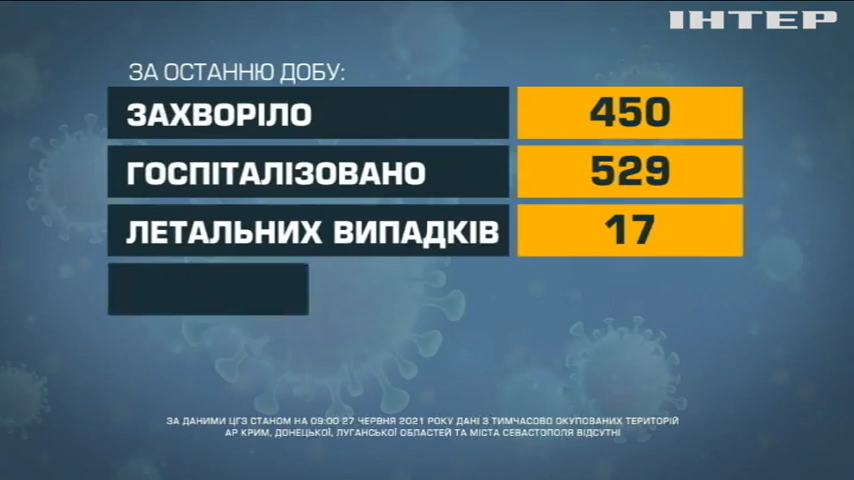 ІНТЕР
ЗА ОСТАННЮ ДОБУ:
ЗАХВОРІЛО 450
ГОСПІТАЛІЗОВАНО 529
ЛЕТАЛЬНИХ ВИПАДКІВ 17
ЗА ДАНИМИ ЦГЗ СТАНОМ НА 09:00 27 ЧЕРВНЯ 2021 РОКУ ДАНІ З ТИМЧАСОВО ОКУПОВАНИХ ТЕРИТОРІЙ
АР КРИМ, ДОНЕЦЬКОЇ, ЛУГАНСЬКОЇ ОБЛАСТЕЙ ТА МІСТА СЕВАСТОПОЛЯ ВІДСУТНІ